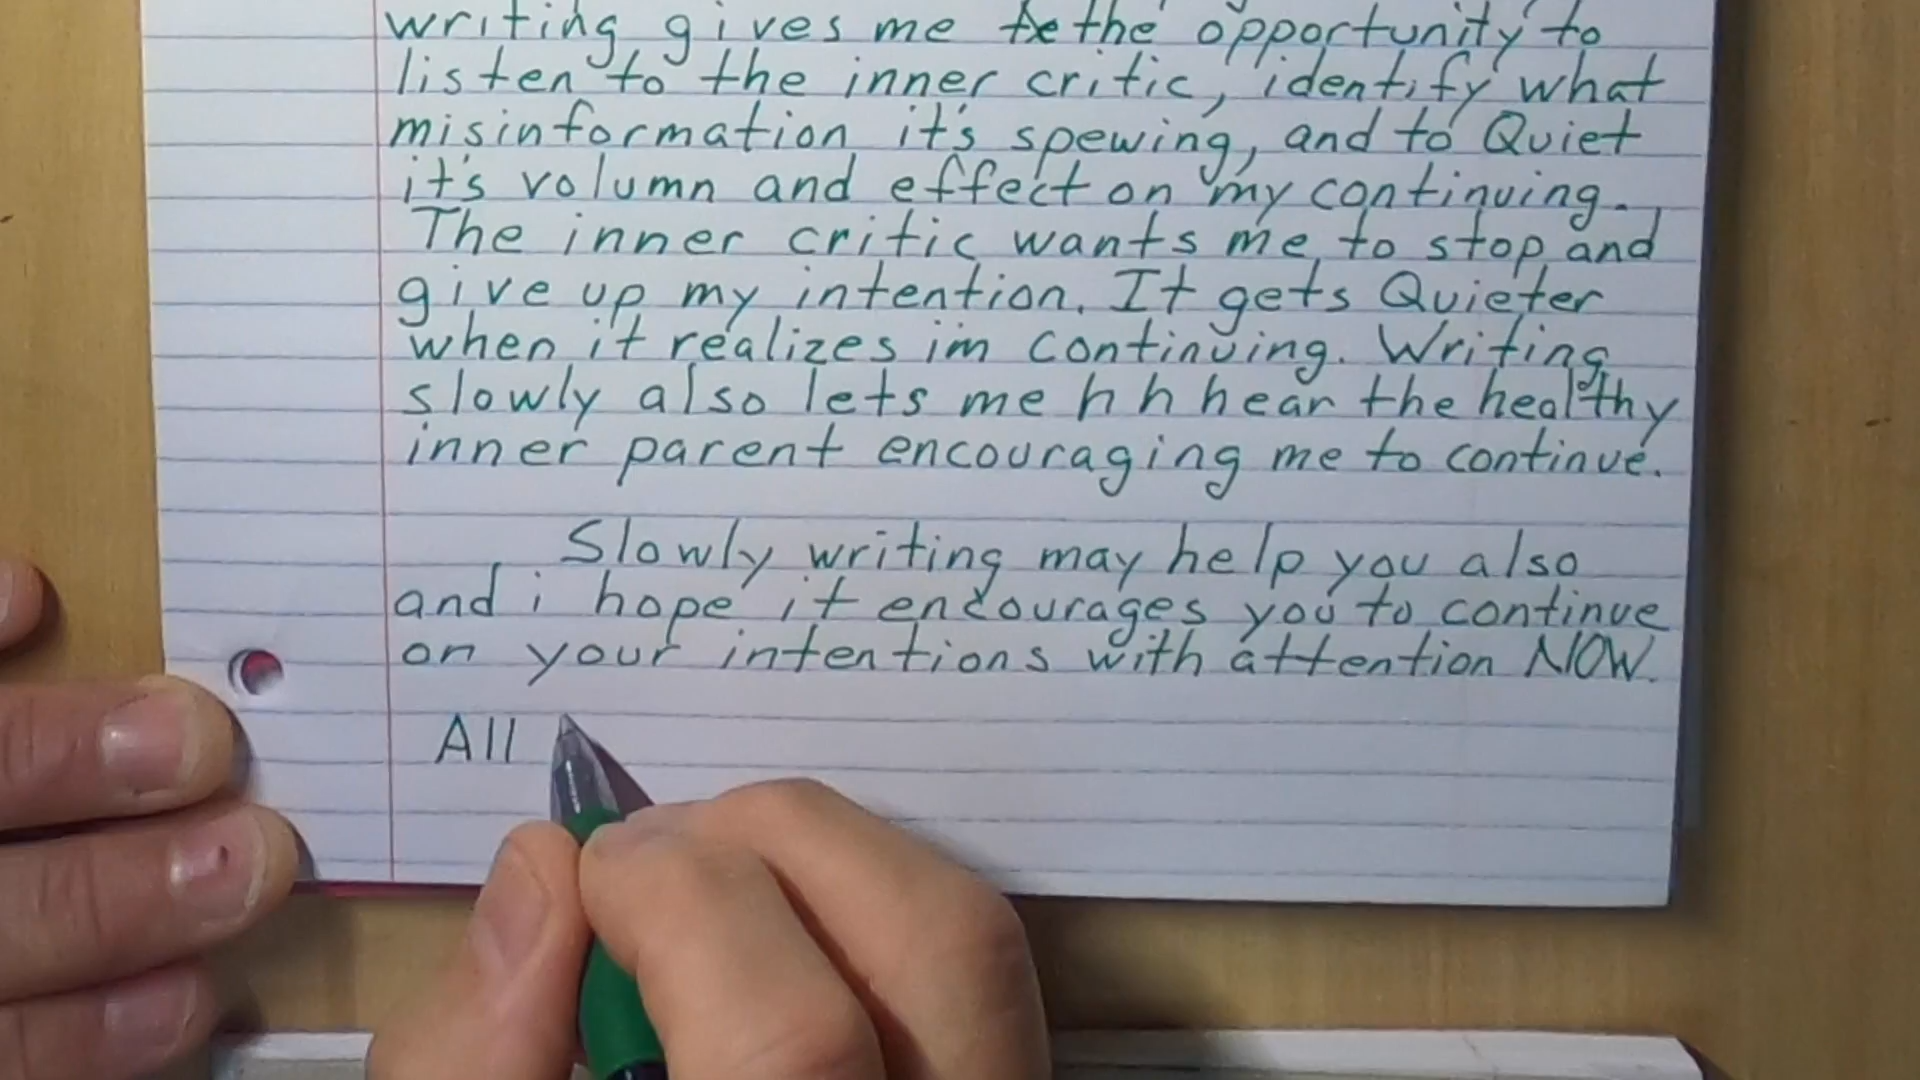 writing gives me te the opportunity to
listen to the inner critic, identify what
misinformation it's spewing, and to Quiet
it's volumn and effect on my continuing.
The inner critic wants me to stop and
give up my intention. It gets Quieter
when it realizes im continuing. Writing
slowly also lets me h h hear the healthy
inner parent encouraging me to continue.
Slowly writing may help you also
and i hope it encourages you to continue
on your intentions with attention NOW.
All